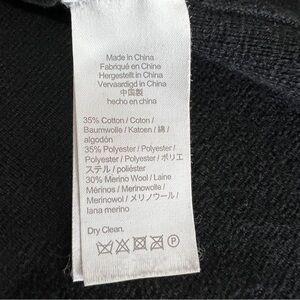 Made in China
Fabriqué en Chine
Hergestellt in China
Vervaardigd in China
中国製
hecho en china
35% Cotton / Coton /
Baumwolle / Katoen / 綿 /
algodón
35% Polyester / Polyester /
Polyester / Polyester / ポリエ
ステル / poliéster
30% Merino Wool / Laine
Mérinos / Merinowolle /
Merinowol / メリノウール /
lana merino
Dry Clean.
P